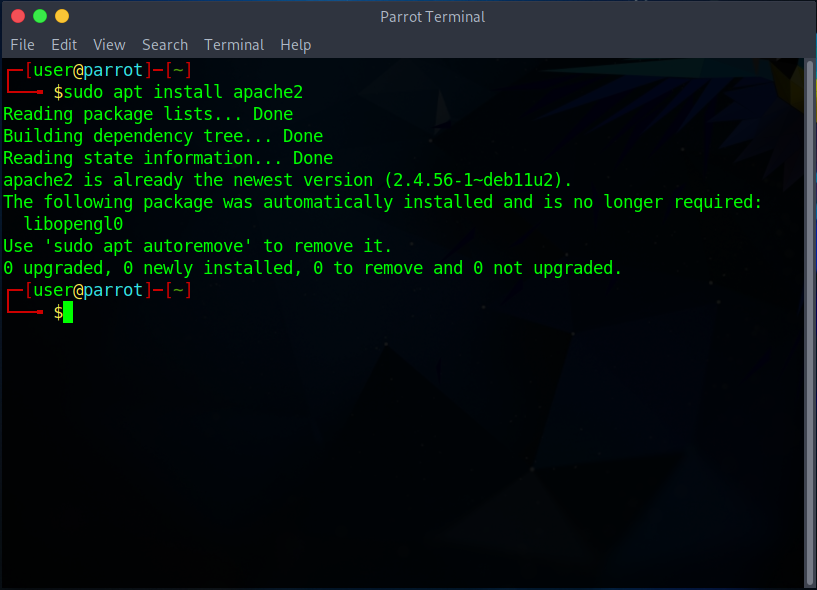 Parrot Terminal
File Edit View Search Terminal Help
┌─[user@parrot]─[~]
└──╼ $sudo apt install apache2
Reading package lists... Done
Building dependency tree... Done
Reading state information... Done
apache2 is already the newest version (2.4.56-1~deb11u2).
The following package was automatically installed and is no longer required:
  libopengl0
Use 'sudo apt autoremove' to remove it.
0 upgraded, 0 newly installed, 0 to remove and 0 not upgraded.
┌─[user@parrot]─[~]
└──╼ $